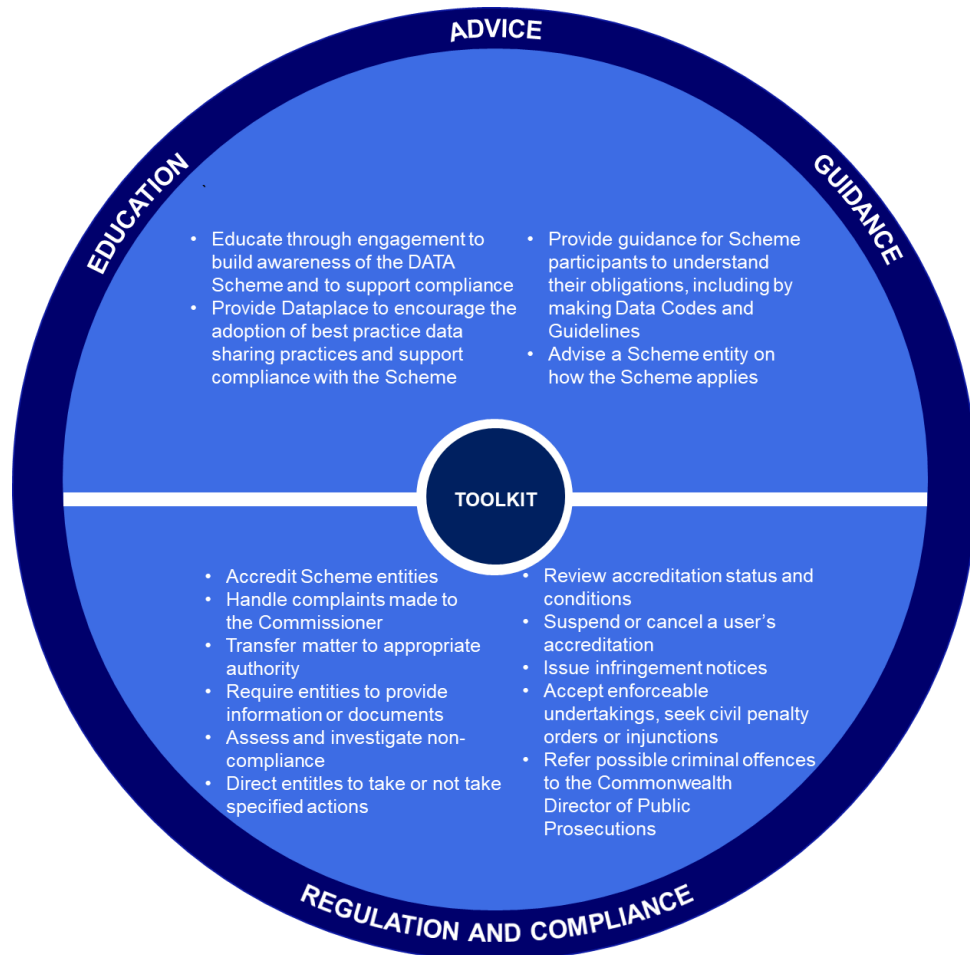 ADVICE
EDUCATION
GUIDANCE
• Educate through engagement to
build awareness of the DATA
Scheme and to support compliance
• Provide Dataplace to encourage the
adoption of best practice data
sharing practices and support
compliance with the Scheme
• Provide guidance for Scheme
participants to understand
their obligations, including by
making Data Codes and
Guidelines
• Advise a Scheme entity on
how the Scheme applies
TOOLKIT
• Accredit Scheme entities
• Handle complaints made to
the Commissioner
• Transfer matter to appropriate
authority
• Require entities to provide
information or documents
• Assess and investigate non-
compliance
• Direct entitles to take or not take
specified actions
• Review accreditation status and
conditions
• Suspend or cancel a user's
accreditation
• Issue infringement notices
• Accept enforceable
undertakings, seek civil penalty
orders or injunctions
• Refer possible criminal offences
to the Commonwealth
Director of Public
Prosecutions
REGULATION AND COMPLIANCE